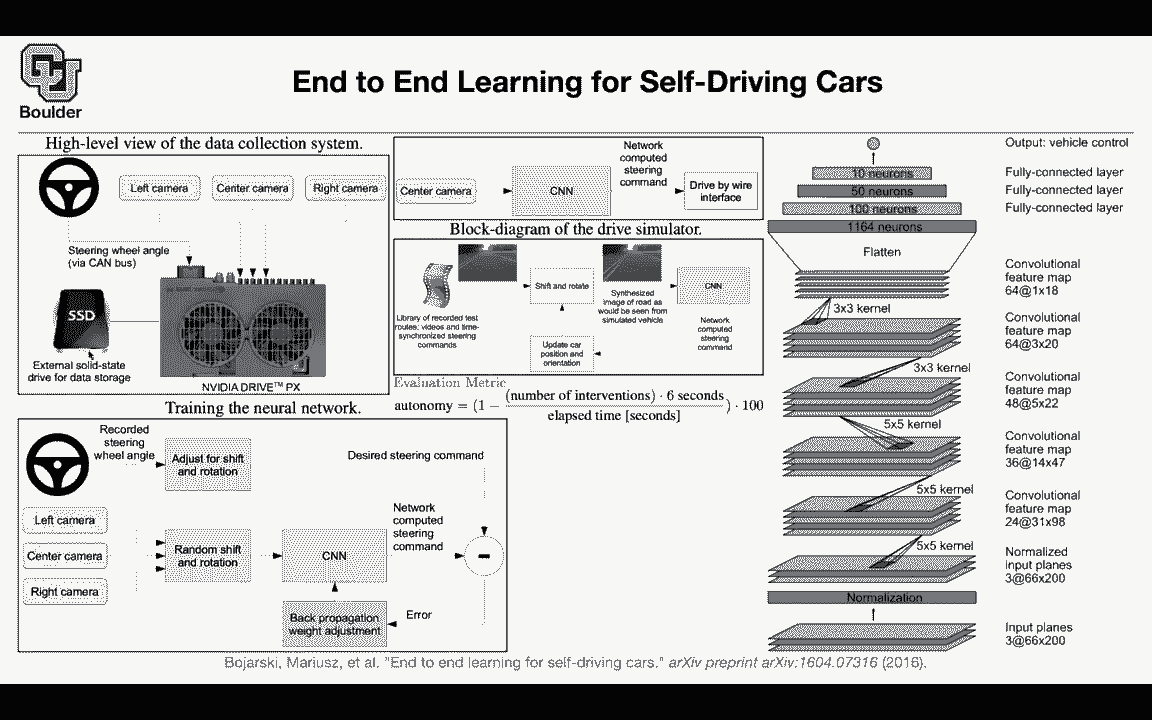 Boulder
End to End Learning for Self-Driving Cars
High-level view of the data collection system.
Left camera
Center camera
Right camera
Steering wheel angle
(via CAN bus)
SSD
External solid-state
drive for data storage
NVIDIA DRIVE™ PX
Center camera
CNN
Network
computed
steering
command
Drive by wire
interface
Block-diagram of the drive simulator.
Library of recorded test
routes: videos and time-
synchronized steering
commands
Shift and rotate
Update car
position and
orientation
Synthesized
image of road as
would be seen from
simulated vehicle
CNN
Network
computed
steering
command
Evaluation Metric
autonomy = (1 − (number of interventions) · 6 seconds / elapsed time [seconds]) · 100
Training the neural network.
Recorded
steering
wheel angle
Adjust for shift
and rotation
Desired steering command
Left camera
Center camera
Right camera
Random shift
and rotation
CNN
Network
computed
steering
command
-
Back propagation
weight adjustment
Error
Output: vehicle control
10 neurons
Fully-connected layer
50 neurons
Fully-connected layer
100 neurons
Fully-connected layer
1164 neurons
Flatten
Convolutional
feature map
64@1x18
3x3 kernel
Convolutional
feature map
64@3x20
3x3 kernel
Convolutional
feature map
48@5x22
5x5 kernel
Convolutional
feature map
36@14x47
5x5 kernel
Convolutional
feature map
24@31x98
5x5 kernel
Normalized
input planes
3@66x200
Normalization
Input planes
3@66x200
Bojarski, Mariusz, et al. "End to end learning for self-driving cars." arXiv preprint arXiv:1604.07316 (2016).